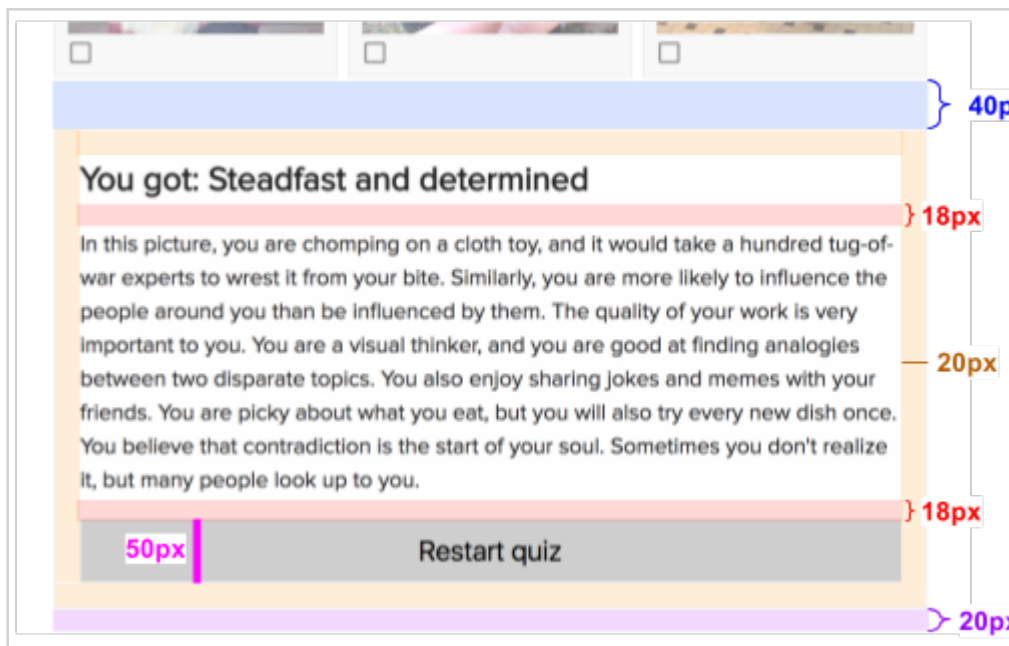 40p
You got: Steadfast and determined
18px
In this picture, you are chomping on a cloth toy, and it would take a hundred tug-of-
war experts to wrest it from your bite. Similarly, you are more likely to influence the
people around you than be influenced by them. The quality of your work is very
important to you. You are a visual thinker, and you are good at finding analogies
between two disparate topics. You also enjoy sharing jokes and memes with your
20px
friends. You are picky about what you eat, but you will also try every new dish once.
You believe that contradiction is the start of your soul. Sometimes you don't realize
it, but many people look up to you.
18px
50px
Restart quiz
20px